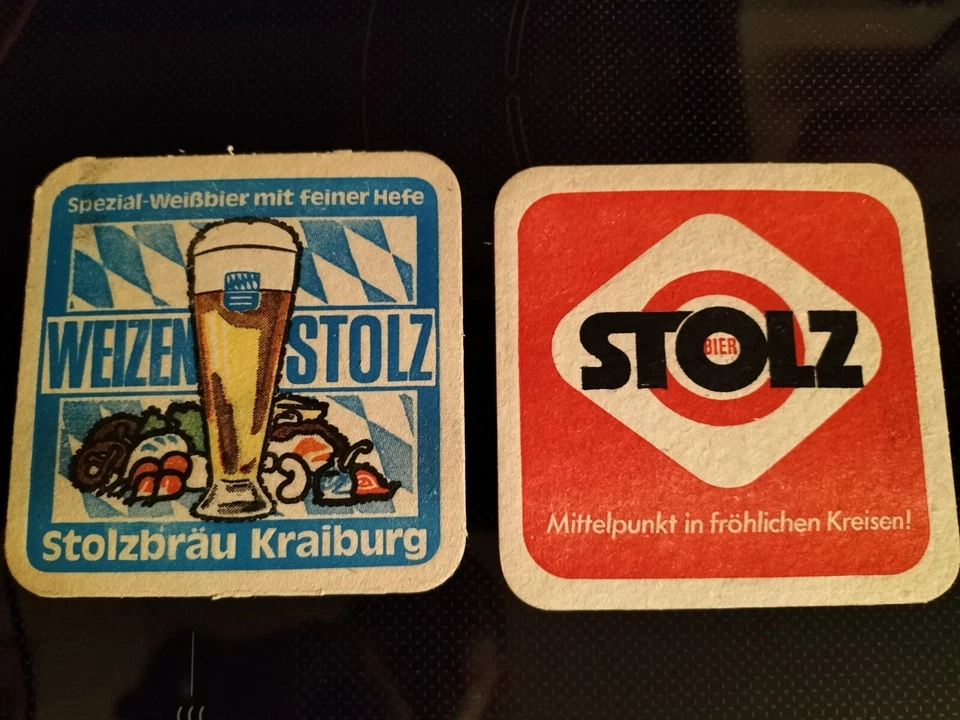 Spezial-Weißbier mit feiner Hefe
WEIZEN STOLZ
Stolzbräu Kraiburg
STOLZ
BIER
Mittelpunkt in fröhlichen Kreisen!